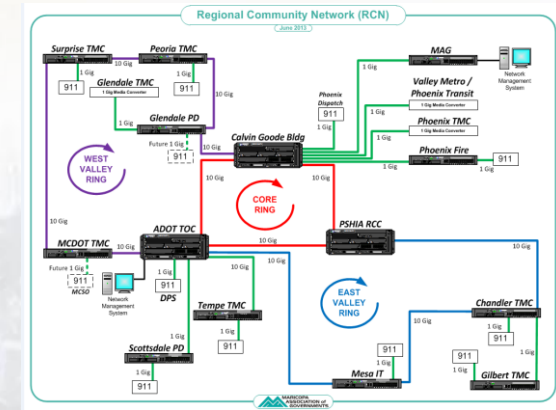 Regional Community Network (RCN)
June 2013
Surprise TMC
Peoria TMC
10 Gig
10 Gig
1 Gig
911
1 Gig
911
Glendale TMC
1 Gig Media Converter
1 Gig
Glendale PD
Future 1 Gig
911
10 Gig
WEST
VALLEY
RING
10 Gig
MCDOT TMC
10 Gig
Future 1 Gig
911
MCSO
Network
Management
System
ADOT TOC
1 Gig
911
DPS
Calvin Goode Bldg
Phoenix
Dispatch
911
1 Gig
10 Gig
10 Gig
CORE
RING
10 Gig
MAG
1 Gig
Network
Management
System
Valley Metro /
Phoenix Transit
1 Gig Media Converter
1 Gig
Phoenix TMC
1 Gig Media Converter
1 Gig
Phoenix Fire
1 Gig
1 Gig
911
PSHIA RCC
10 Gig
EAST
VALLEY
RING
10 Gig
10 Gig
10 Gig
Tempe TMC
1 Gig
911
Scottsdale PD
1 Gig
1 Gig
911
Mesa IT
911
1 Gig
Chandler TMC
1 Gig
911
1 Gig
911
1 Gig
Gilbert TMC
MARICOPA
ASSOCIATION of
GOVERNMENTS